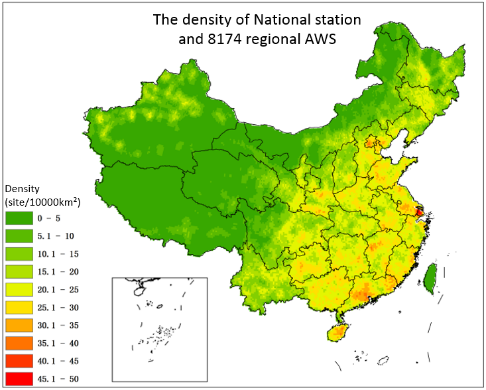 The density of National station
and 8174 regional AWS
Density
(site/10000km²)
0 - 5
5.1 - 10
10.1 - 15
15.1 - 20
20.1 - 25
25.1 - 30
30.1 - 35
35.1 - 40
40.1 - 45
45.1 - 50